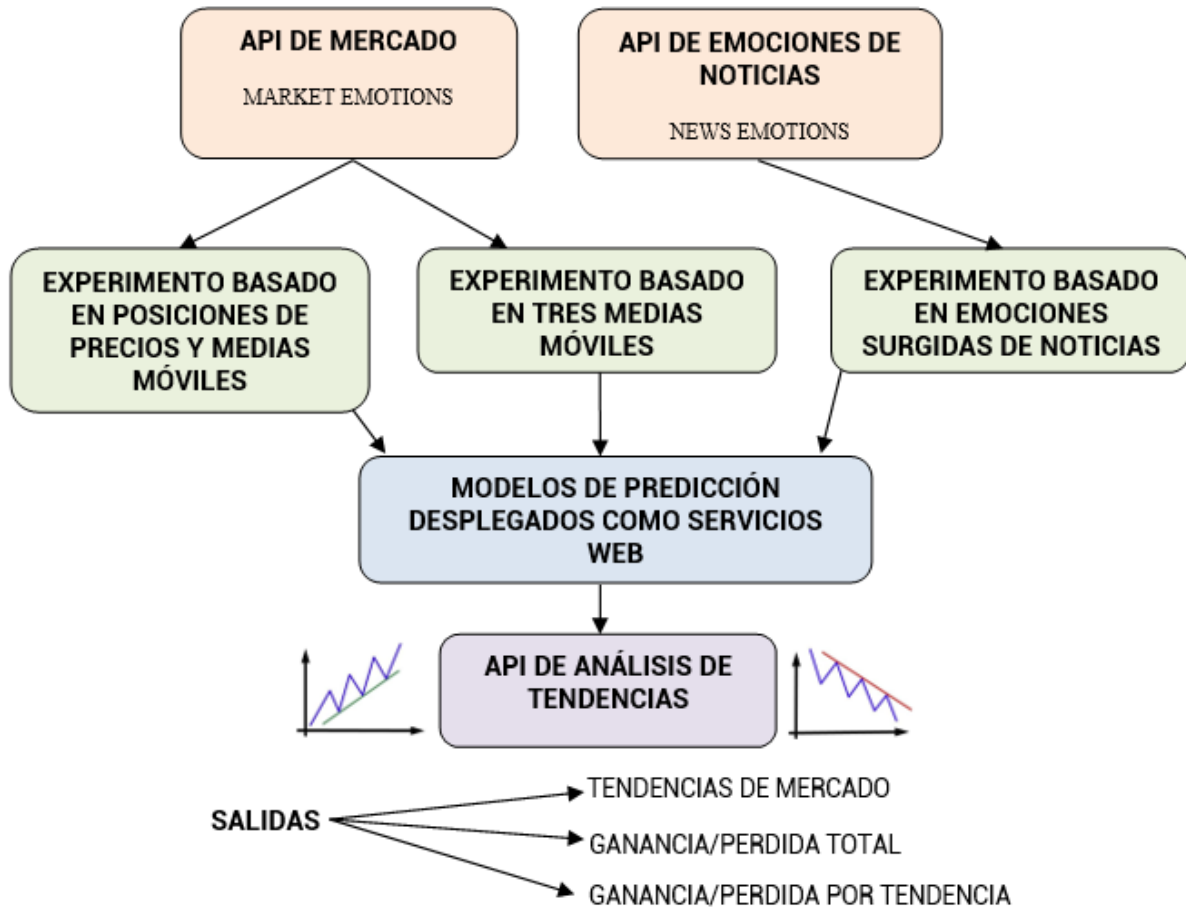 API DE MERCADO
MARKET EMOTIONS
API DE EMOCIONES DE
NOTICIAS
NEWS EMOTIONS
EXPERIMENTO BASADO
EN POSICIONES DE
PRECIOS Y MEDIAS
MÓVILES
EXPERIMENTO BASADO
EN TRES MEDIAS
MÓVILES
EXPERIMENTO BASADO
EN EMOCIONES
SURGIDAS DE NOTICIAS
MODELOS DE PREDICCIÓN
DESPLEGADOS COMO SERVICIOS
WEB
API DE ANÁLISIS DE
TENDENCIAS
SALIDAS
TENDENCIAS DE MERCADO
GANANCIA/PERDIDA TOTAL
GANANCIA/PERDIDA POR TENDENCIA